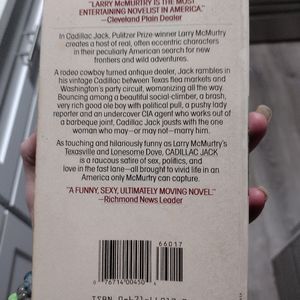 "LARRY McMURTRY IS THE MOST
ENTERTAINING NOVELIST IN AMERICA."
—Cleveland Plain Dealer
In Cadillac Jack, Pulitzer Prize-winner Larry McMurtry
creates a host of real, often eccentric characters
in their peculiarly American search for new
frontiers and wild adventures.
A rodeo cowboy turned antique dealer, Jack rambles in
his vintage Cadillac between Texas flea markets and
Washington's party circuit, womanizing all the way.
Bouncing among a beautiful social-climber, a brash,
very rich good ole boy with political pull, a pushy lady
reporter and an undercover CIA agent who works out
of a barbeque joint, Cadillac Jack jousts with the one
woman who may—or may not—marry him.
As touching and hilariously funny as Larry McMurtry's
Texasville and Lonesome Dove, CADILLAC JACK
is a raucous satire of sex, politics, and
love in the fast lane—all brought to vivid life in an
America only McMurtry can capture.
"A FUNNY, SEXY, ULTIMATELY MOVING NOVEL."
—Richmond News Leader
66017
0 76714 00450 4
ISBN